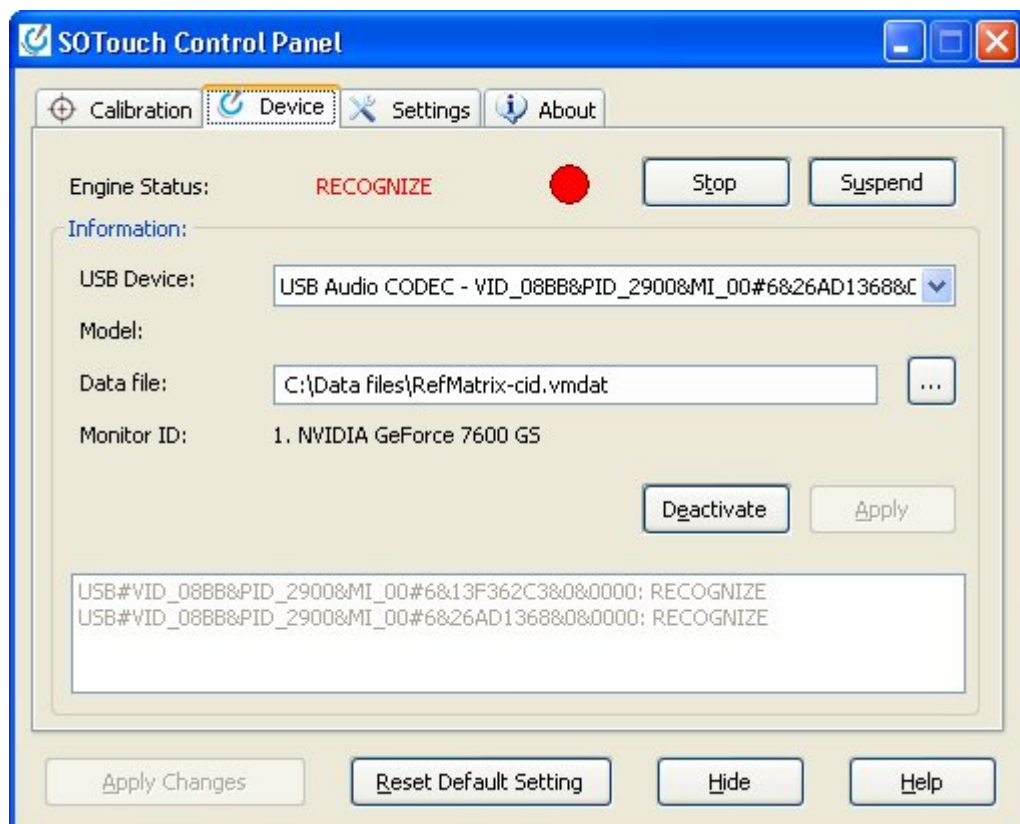 SOTouch Control Panel
Calibration Device Settings About
Engine Status: RECOGNIZE Stop Suspend
Information:
USB Device: USB Audio CODEC - VID_08BB&PID_2900&MI_00#6&26AD1368&0
Model:
Data file: C:\Data files\RefMatrix-cid.vmdat ...
Monitor ID: 1. NVIDIA GeForce 7600 GS
Deactivate Apply
USB#VID_08BB&PID_2900&MI_00#6&13F362C3&0&0000: RECOGNIZE
USB#VID_08BB&PID_2900&MI_00#6&26AD1368&0&0000: RECOGNIZE
Apply Changes Reset Default Setting Hide Help